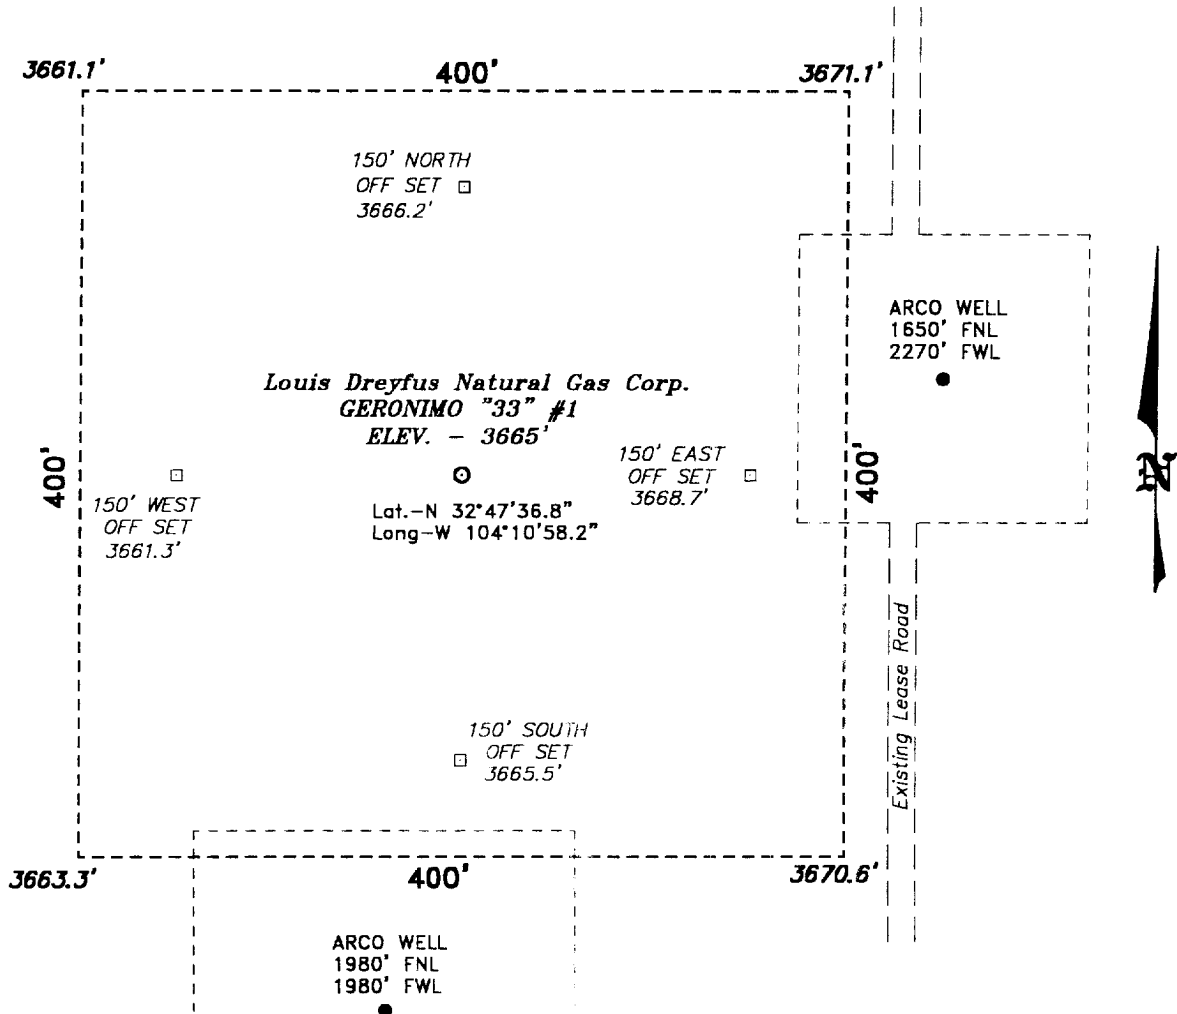 3661.1'
400'
3671.1'
150' NORTH
OFF SET
3666.2'
ARCO WELL
1650' FNL
2270' FWL
Louis Dreyfus Natural Gas Corp.
GERONIMO "33" #1
ELEV. - 3665'
400'
150' WEST
OFF SET
3661.3'
Lat.-N 32°47'36.8"
Long-W 104°10'58.2"
150' EAST
OFF SET
3668.7'
400'
N
Existing Lease Road
150' SOUTH
OFF SET
3665.5'
3663.3'
400'
3670.6'
ARCO WELL
1980' FNL
1980' FWL